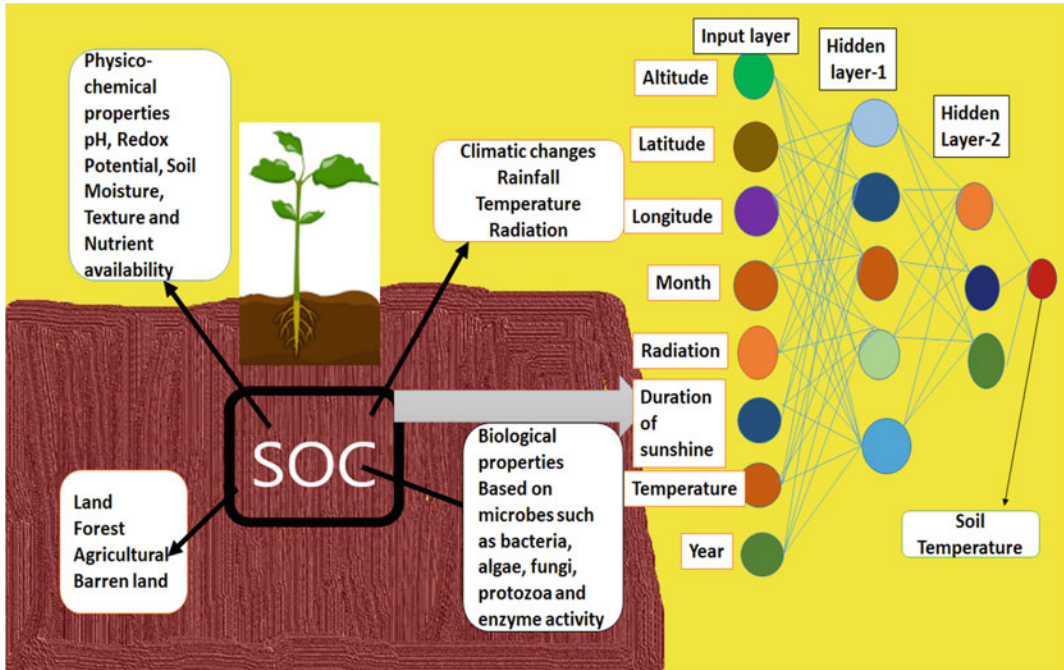 Physico-
chemical
properties
pH, Redox
Potential, Soil
Moisture,
Texture and
Nutrient
availability
Climatic changes
Rainfall
Temperature
Radiation
SOC
Land
Forest
Agricultural
Barren land
Biological
properties
Based on
microbes such
as bacteria,
algae, fungi,
protozoa and
enzyme activity
Input layer
Hidden
layer-1
Hidden
Layer-2
Altitude
Latitude
Longitude
Month
Radiation
Duration
of
sunshine
Temperature
Year
Soil
Temperature